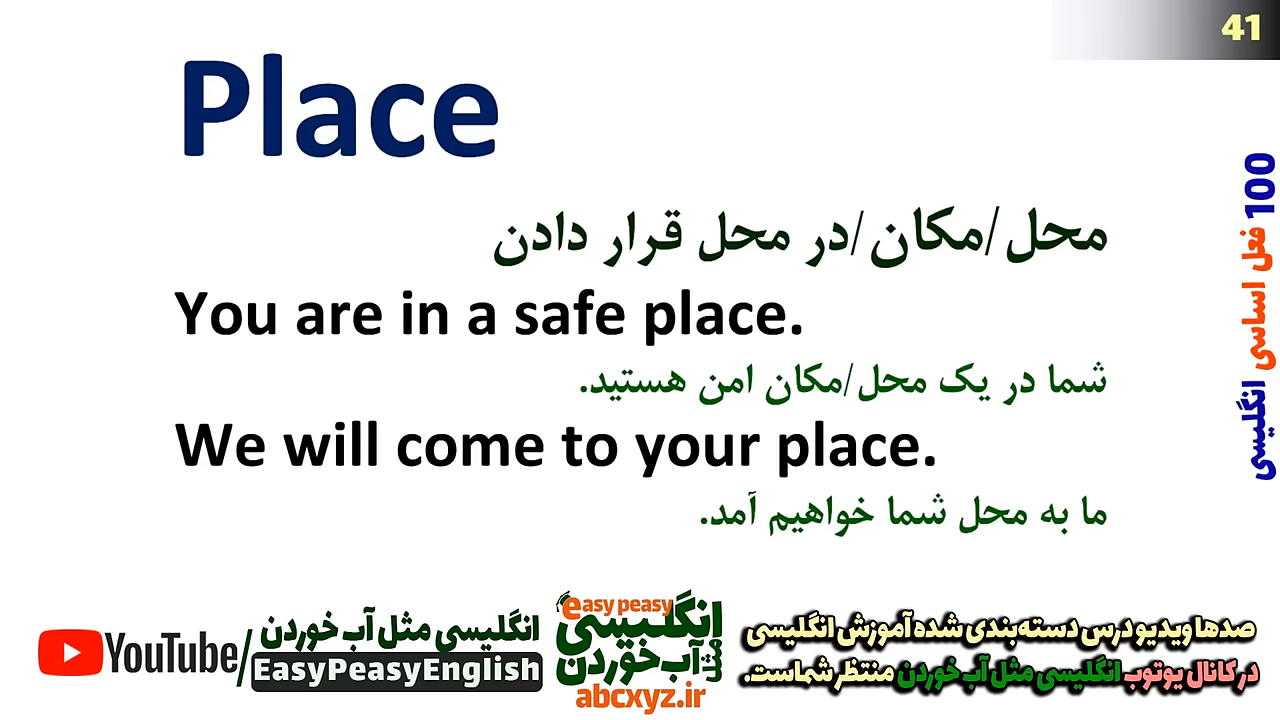 41
Place
محل/مکان/در محل قرار دادن
You are in a safe place.
شما در یک محل/مکان امن هستید.
We will come to your place.
ما به محل شما خواهیم آمد.
100 فعل اساسی انگلیسی
YouTube/
انگلیسی مثل آب خوردن
EasyPeasyEnglish
easy peasy
انگلیسی
مثل آب خوردن
abcxyz.ir
صدها ویدیو درس دسته‌بندی شده آموزش انگلیسی
در کانال یوتوب انگلیسی مثل آب خوردن منتظر شماست.